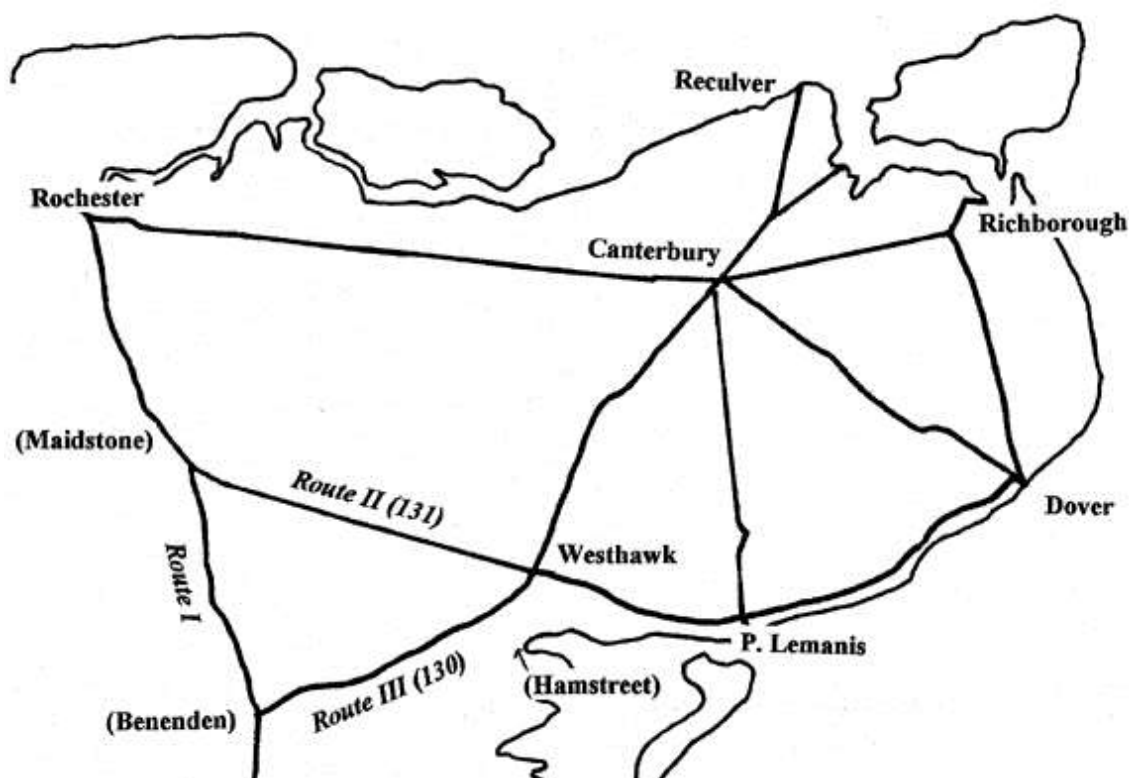 Reculver
Rochester
Richborough
Canterbury
(Maidstone)
Route II (131)
Dover
Westhawk
Route I
P. Lemanis
Route III (130)
(Hamstreet)
(Benenden)